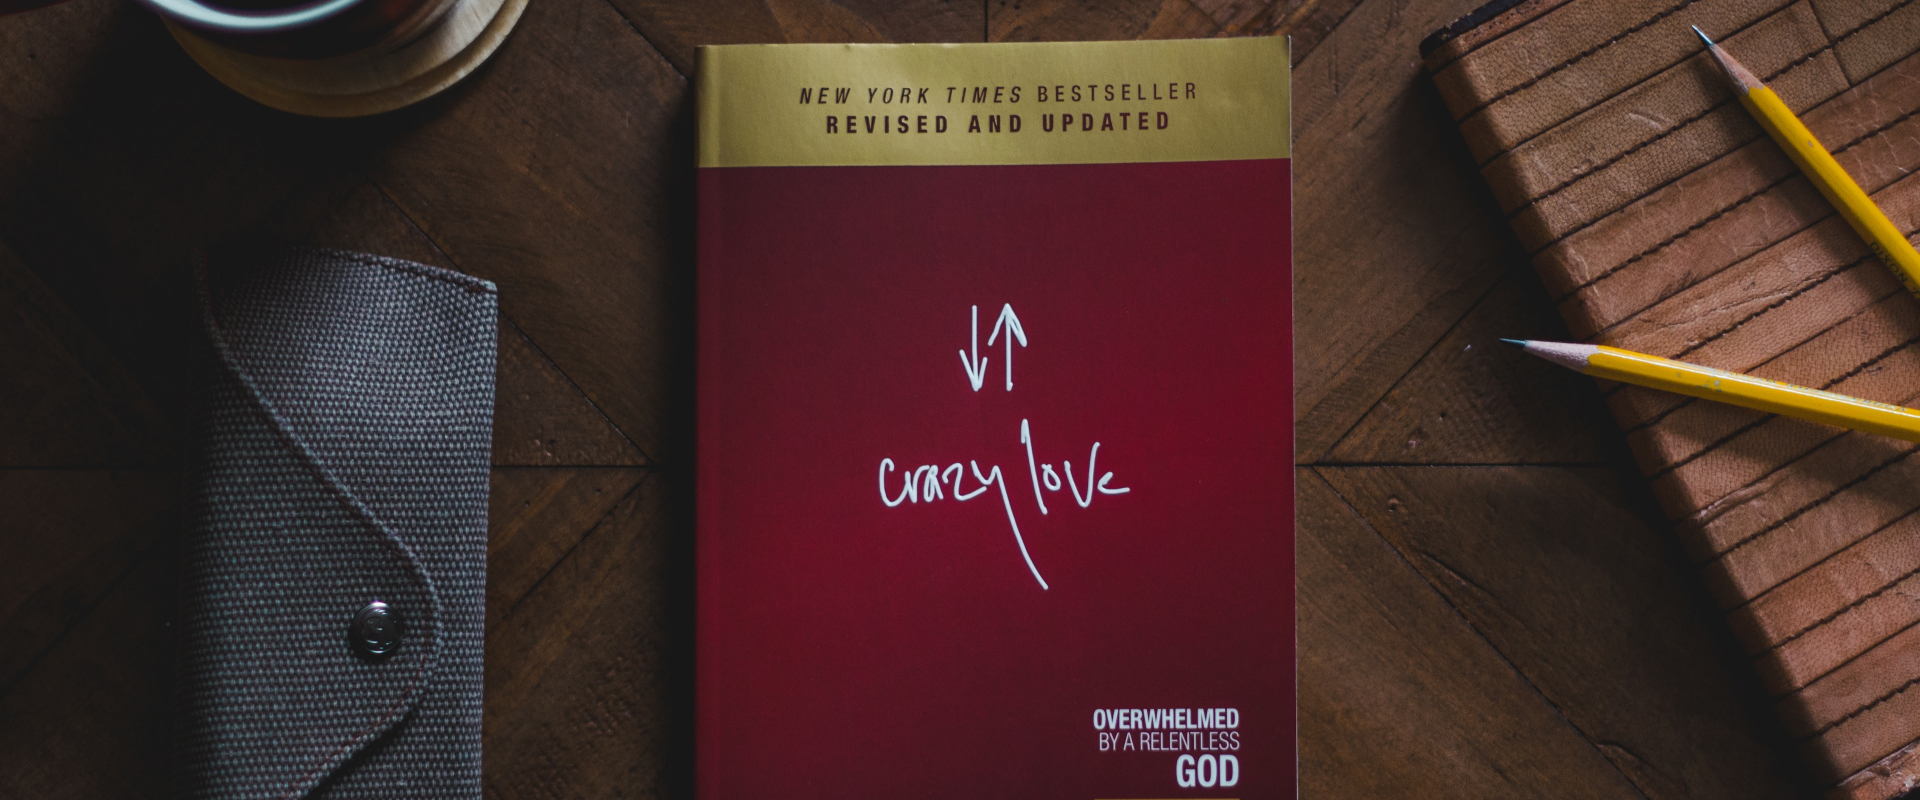 NEW YORK TIMES BESTSELLER
REVISED AND UPDATED
crazy love
OVERWHELMED
BY A RELENTLESS
GOD